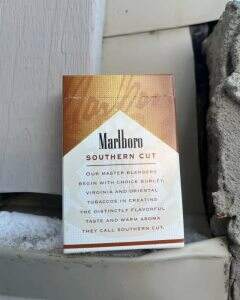 Marlboro
Marlboro
SOUTHERN CUT
OUR MASTER BLENDERS
BEGIN WITH CHOICE BURLEY,
VIRGINIA AND ORIENTAL
TOBACCOS IN CREATING
THE DISTINCTLY FLAVORFUL
TASTE AND WARM AROMA
THEY CALL SOUTHERN CUT.